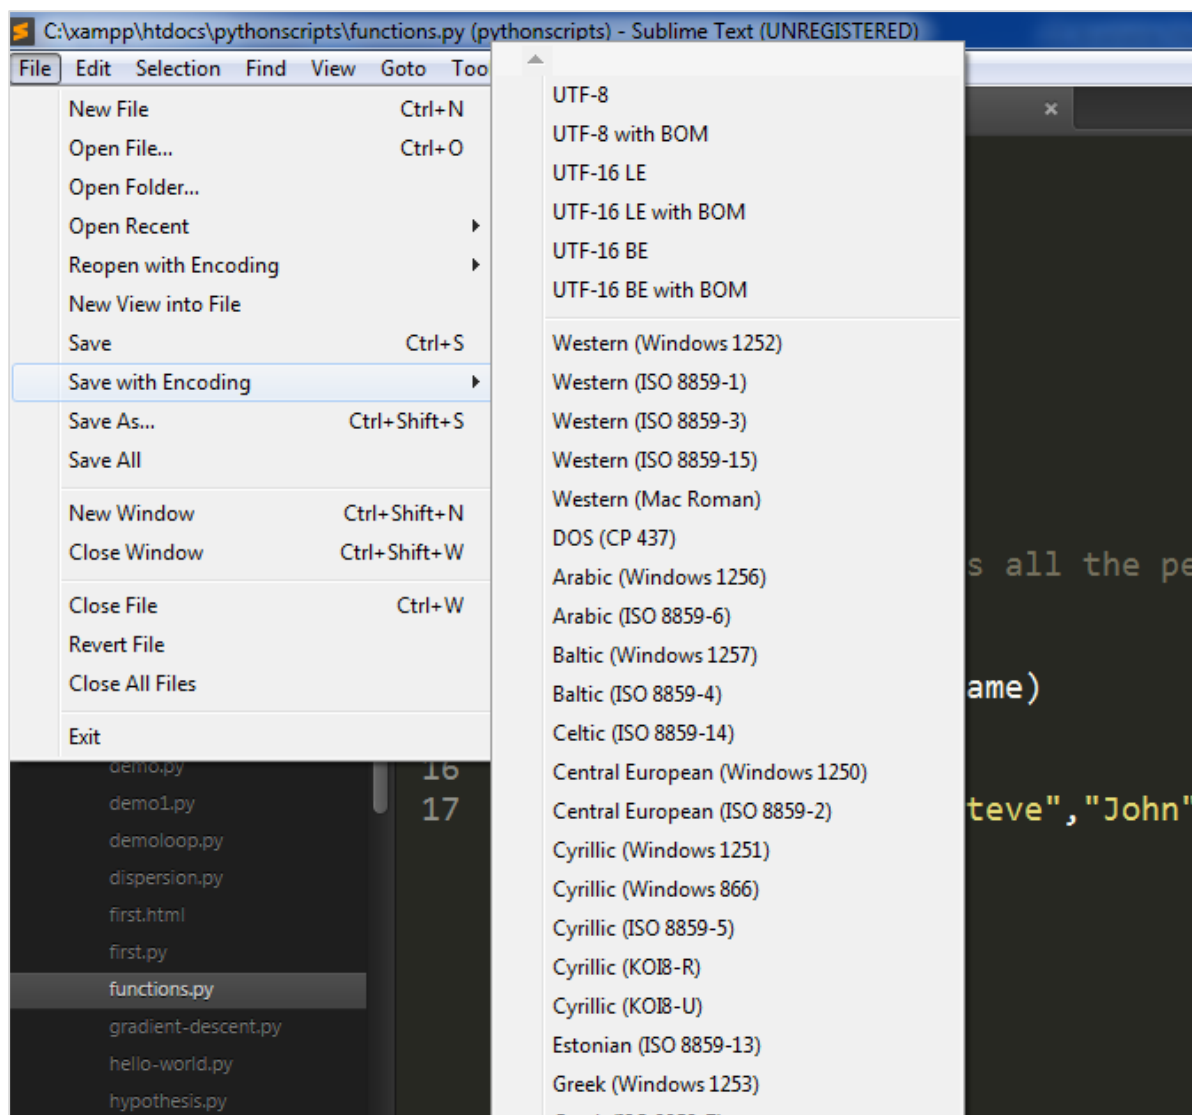 C:\xampp\htdocs\pythonscripts\functions.py (pythonscripts) - Sublime Text (UNREGISTERED)
File Edit Selection Find View Goto
New File Ctrl+N
Open File... Ctrl+O
Open Folder...
Open Recent
Reopen with Encoding
New View into File
Save Ctrl+S
Save with Encoding
Save As... Ctrl+Shift+S
Save All
New Window Ctrl+Shift+N
Close Window Ctrl+Shift+W
Close File Ctrl+W
Revert File
Close All Files
Exit
UTF-8
UTF-8 with BOM
UTF-16 LE
UTF-16 LE with BOM
UTF-16 BE
UTF-16 BE with BOM
Western (Windows 1252)
Western (ISO 8859-1)
Western (ISO 8859-3)
Western (ISO 8859-15)
Western (Mac Roman)
DOS (CP 437)
Arabic (Windows 1256)
Arabic (ISO 8859-6)
Baltic (Windows 1257)
Baltic (ISO 8859-4)
Celtic (ISO 8859-14)
Central European (Windows 1250)
Central European (ISO 8859-2)
Cyrillic (Windows 1251)
Cyrillic (Windows 866)
Cyrillic (ISO 8859-5)
Cyrillic (KOI8-R)
Cyrillic (KOI8-U)
Estonian (ISO 8859-13)
Greek (Windows 1253)
s all the pe
ame)
16
17 teve","John"
demo.py
demo1.py
demoloop.py
dispersion.py
first.html
first.py
functions.py
gradient-descent.py
hello-world.py
hypothesis.py